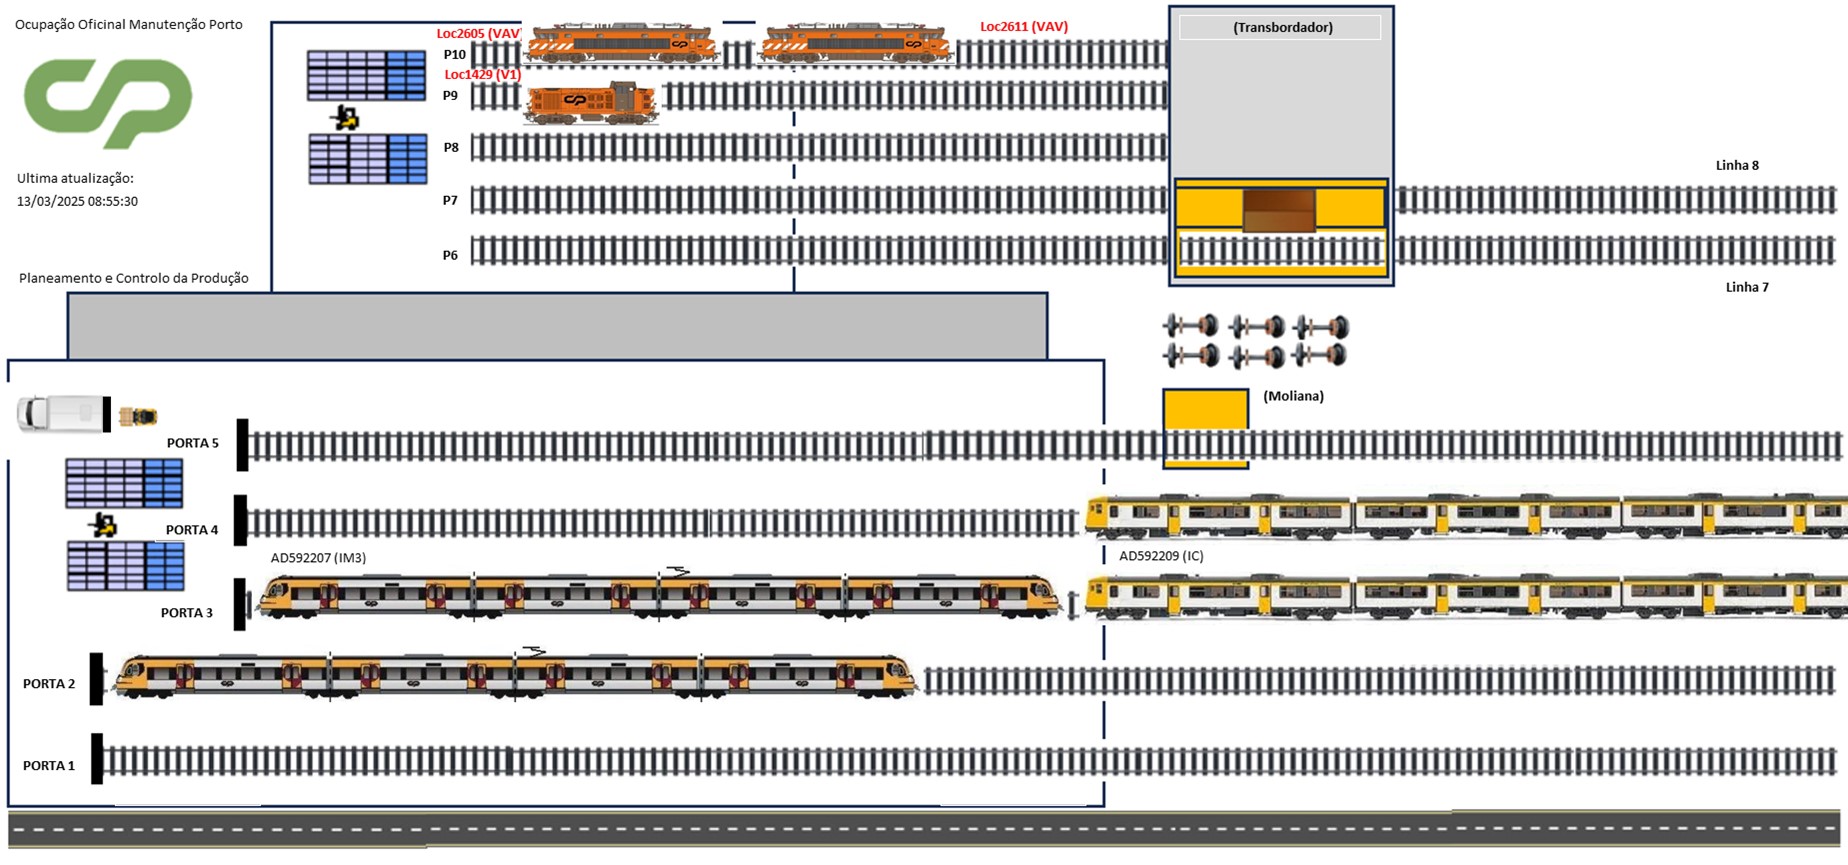 Ocupação Oficinal Manutenção Porto
Loc2605 (VAV)
Loc2611 (VAV)
(Transbordador)
P10
Loc1429 (V1)
P9
P8
Linha 8
Ultima atualização:
13/03/2025 08:55:30
P7
P6
Planeamento e Controlo da Produção
Linha 7
(Moliana)
PORTA 5
PORTA 4
AD592207 (IM3)
AD592209 (IC)
PORTA 3
PORTA 2
PORTA 1